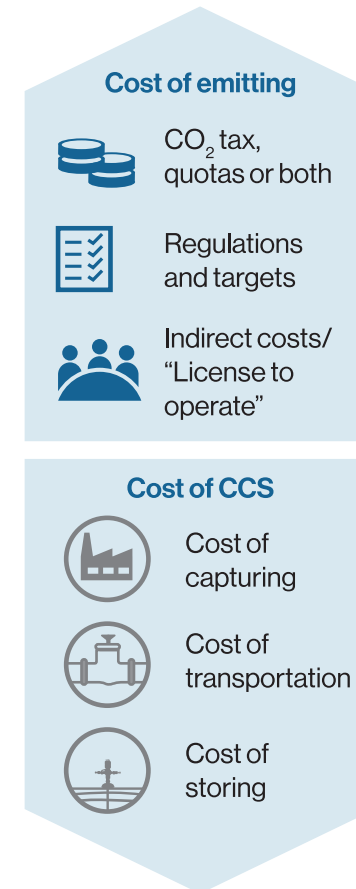 Cost of emitting
CO₂ tax,
quotas or both
Regulations
and targets
Indirect costs/
“License to
operate”
Cost of CCS
Cost of
capturing
Cost of
transportation
Cost of
storing